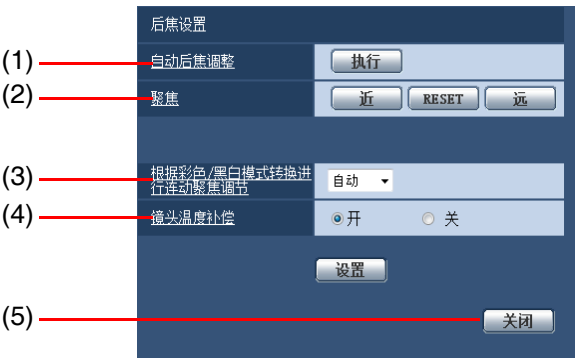 后焦设置
(1) 自动后焦调整 执行
(2) 聚焦 近 RESET 远
(3) 根据彩色/黑白模式转换进
行连动聚焦调节 自动
(4) 镜头温度补偿 开 关
设置
(5) 关闭